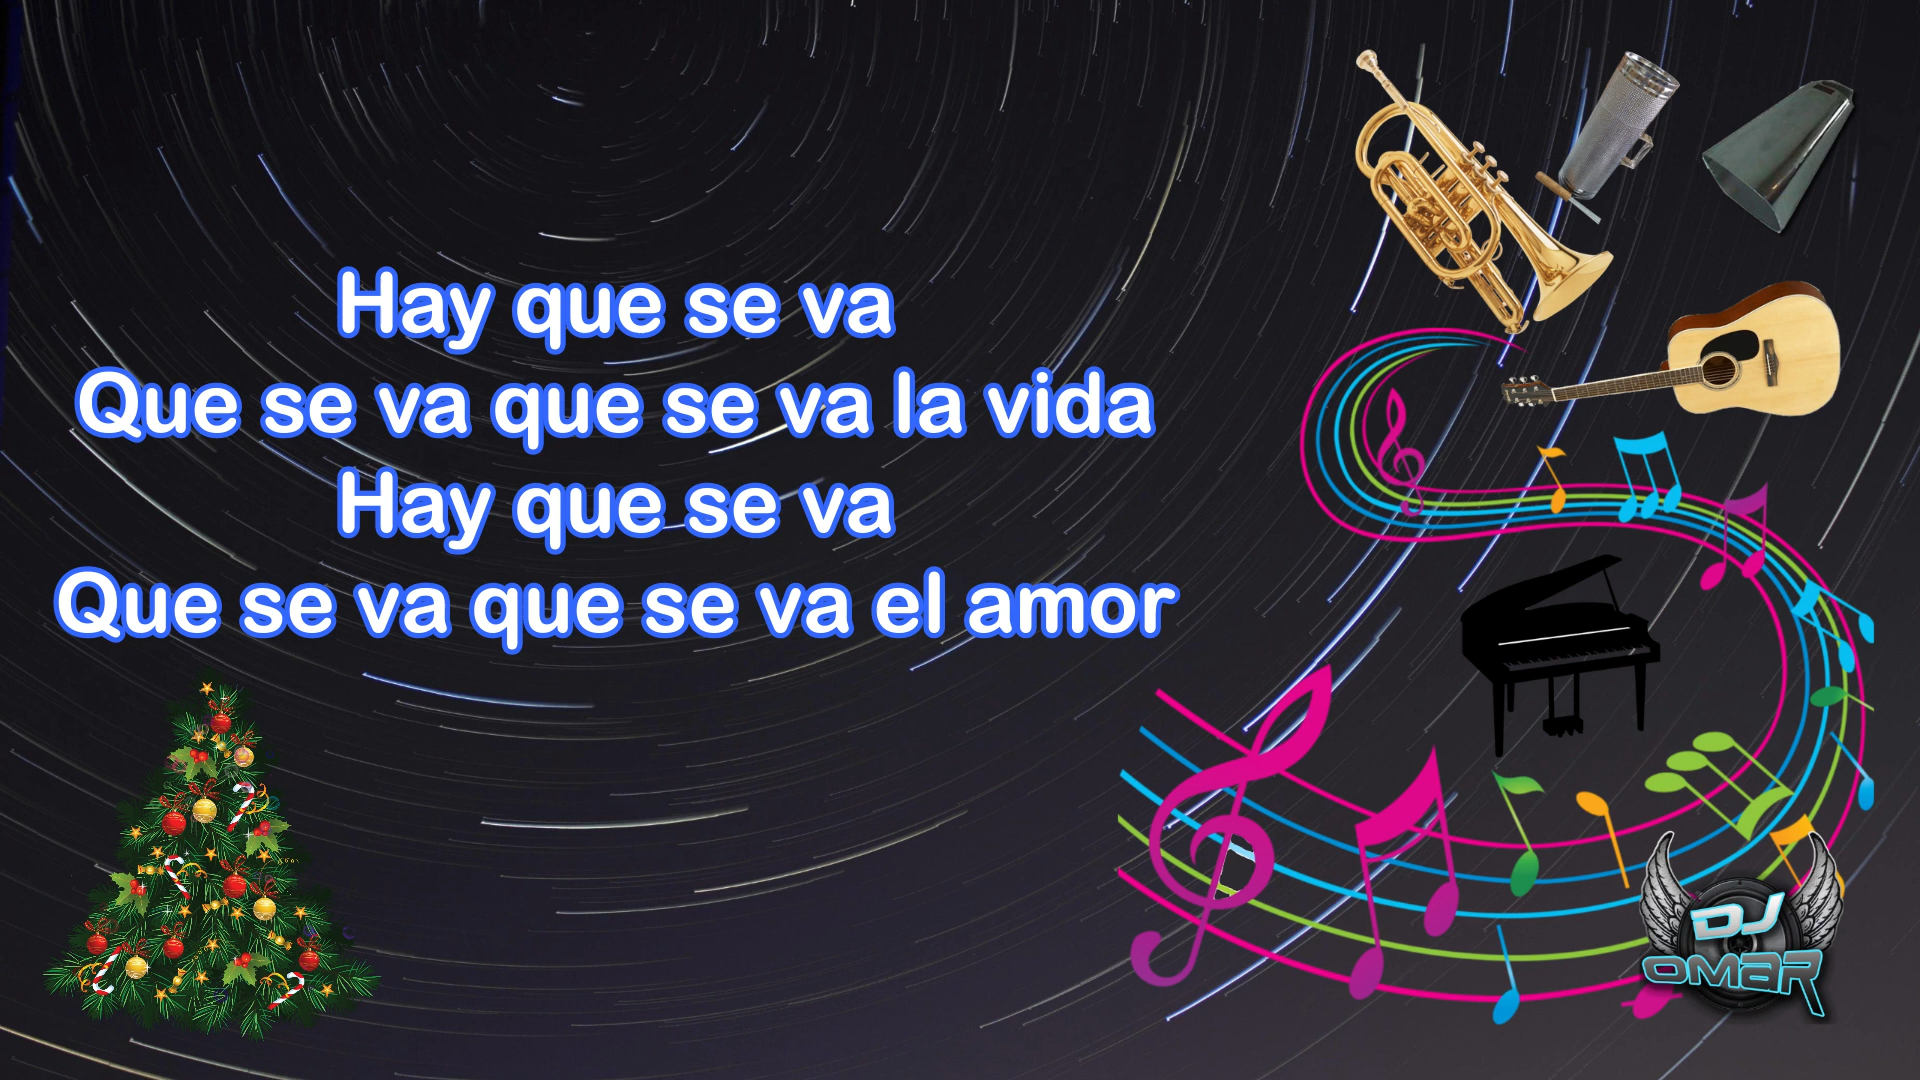 Hay que se va
Que se va que se va la vida
Hay que se va
Que se va que se va el amor
DJ
OMAR